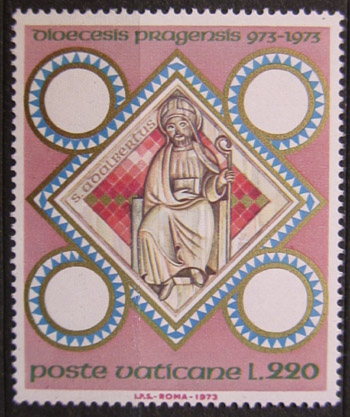 dioecesis pragensis 973-1973
S. ADALBERTUS
poste vaticane L.220
I.P.S.-ROMA-1973